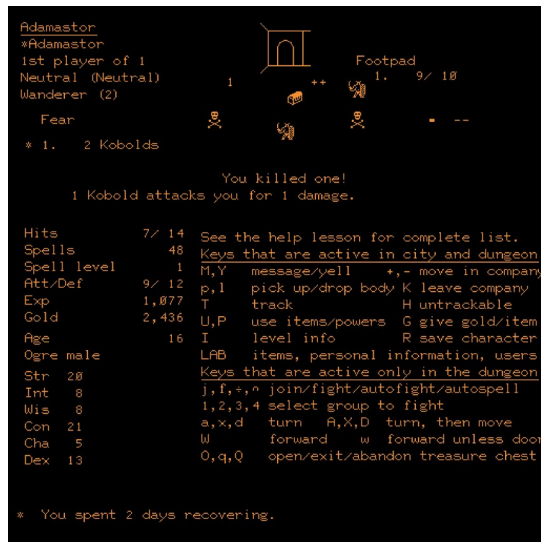 Adamastor
*Adamastor
1st player of 1
Neutral (Neutral)
Wanderer (2)
1
++
Footpad
1. 9/ 10
Fear
- --
* 1. 2 Kobolds
You killed one!
1 Kobold attacks you for 1 damage.
Hits 7/ 14
Spells 48
Spell level 1
Att/Def 9/ 12
Exp 1,077
Gold 2,436
Age 16
Ogre male
Str 20
Int 8
Wis 8
Con 21
Cha 5
Dex 13
See the help lesson for complete list.
Keys that are active in city and dungeon
M,Y message/yell +,- move in company
p,l pick up/drop body K leave company
T track H untrackable
U,P use items/powers G give gold/item
I level info R save character
LAB items, personal information, users
Keys that are active only in the dungeon
j,f,÷,^ join/fight/autofight/autospell
1,2,3,4 select group to fight
a,x,d turn A,X,D turn, then move
W forward w forward unless door
O,q,Q open/exit/abandon treasure chest
* You spent 2 days recovering.